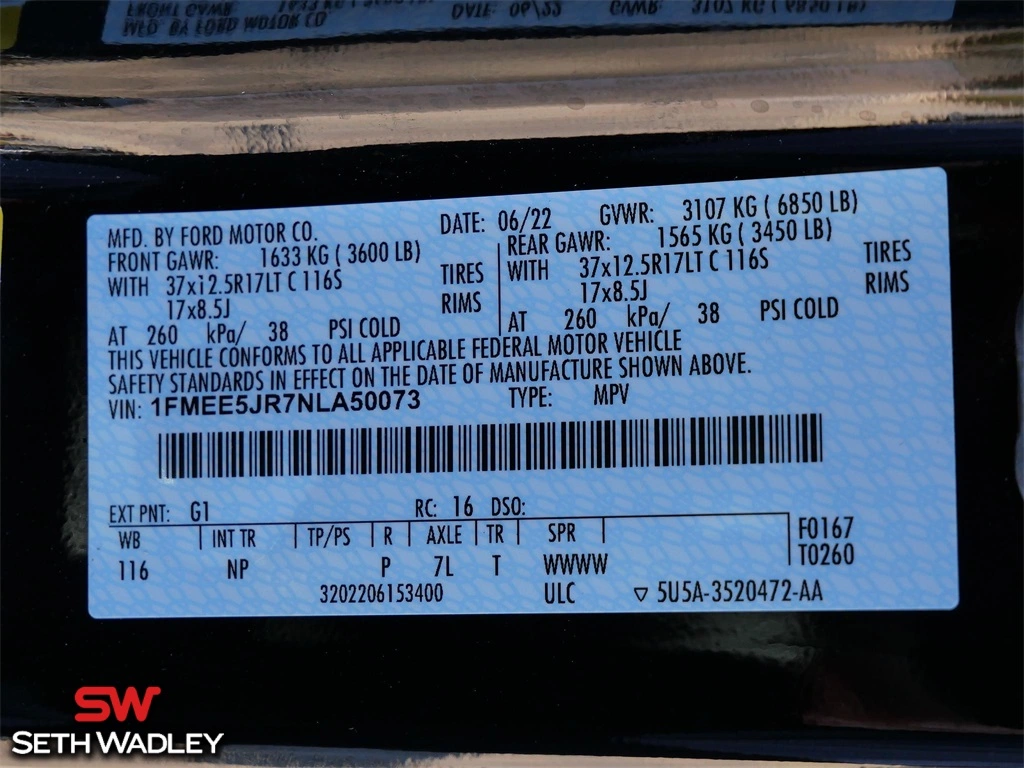 MFD. BY FORD MOTOR CO. DATE: 06/22 GVWR: 3107 KG ( 6850 LB)
FRONT GAWR: 1633 KG ( 3600 LB) REAR GAWR: 1565 KG ( 3450 LB)
WITH 37x12.5R17LT C 116S TIRES WITH 37x12.5R17LT C 116S TIRES
17x8.5J RIMS 17x8.5J RIMS
AT 260 kPa/ 38 PSI COLD AT 260 kPa/ 38 PSI COLD
THIS VEHICLE CONFORMS TO ALL APPLICABLE FEDERAL MOTOR VEHICLE
SAFETY STANDARDS IN EFFECT ON THE DATE OF MANUFACTURE SHOWN ABOVE.
VIN: 1FMEE5JR7NLA50073 TYPE: MPV
EXT PNT: G1 RC: 16 DSO:
WB INT TR TP/PS R AXLE TR SPR F0167
116 NP P 7L T WWWW T0260
3202206153400 ULC ▽ 5U5A-3520472-AA
SW
SETH WADLEY